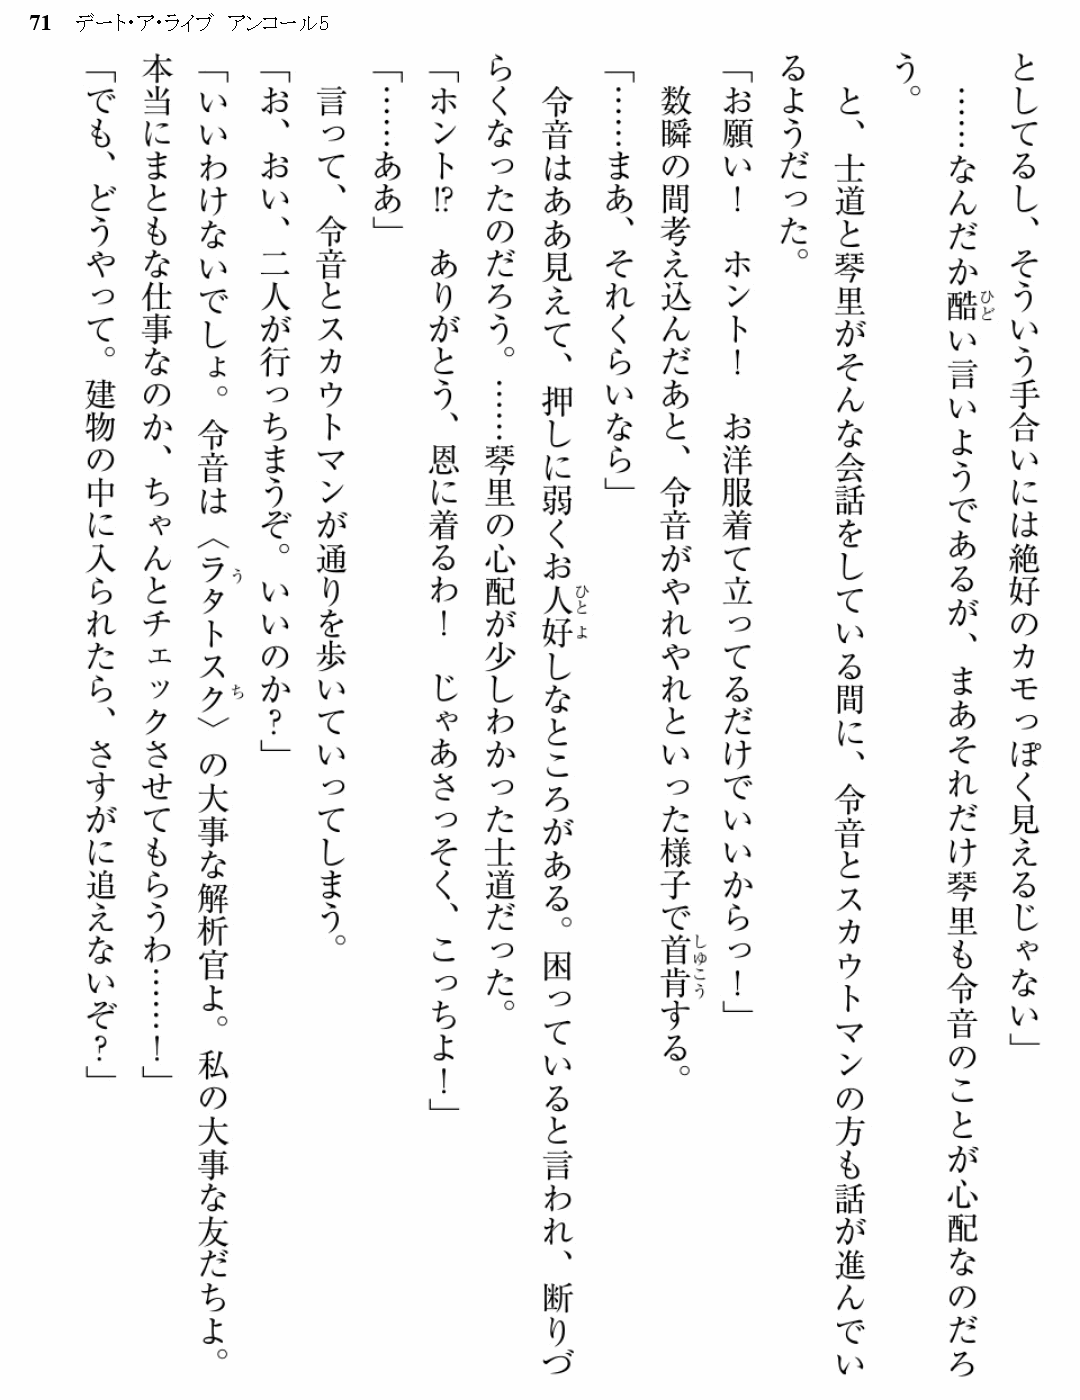 71 デート・ア・ライブ アンコール5
としてるし、そういう手合いには絶好のカモっぽく見えるじゃない」
……なんだか酷い言いようであるが、まあそれだけ琴里も令音のことが心配なのだろ
う。
と、士道と琴里がそんな会話をしている間に、令音とスカウトマンの方も話が進んでい
るようだった。
「お願い！　ホント！　お洋服着て立ってるだけでいいからっ！」
数瞬の間考え込んだあと、令音がやれやれといった様子で首肯する。
「……まあ、それくらいなら」
令音はああ見えて、押しに弱くお人好しなところがある。困っていると言われ、断りづ
らくなったのだろう。……琴里の心配が少しわかった士道だった。
「ホント!?　ありがとう、恩に着るわ！　じゃあさっそく、こっちよ！」
「……ああ」
言って、令音とスカウトマンが通りを歩いていってしまう。
「お、おい、二人が行っちまうぞ。いいのか？」
「いいわけないでしょ。令音は〈ラタトスク〉の大事な解析官よ。私の大事な友だちよ。
本当にまともな仕事なのか、ちゃんとチェックさせてもらうわ……！」
「でも、どうやって。建物の中に入られたら、さすがに追えないぞ？」
ひど
しゅこう
ひとよ
うち